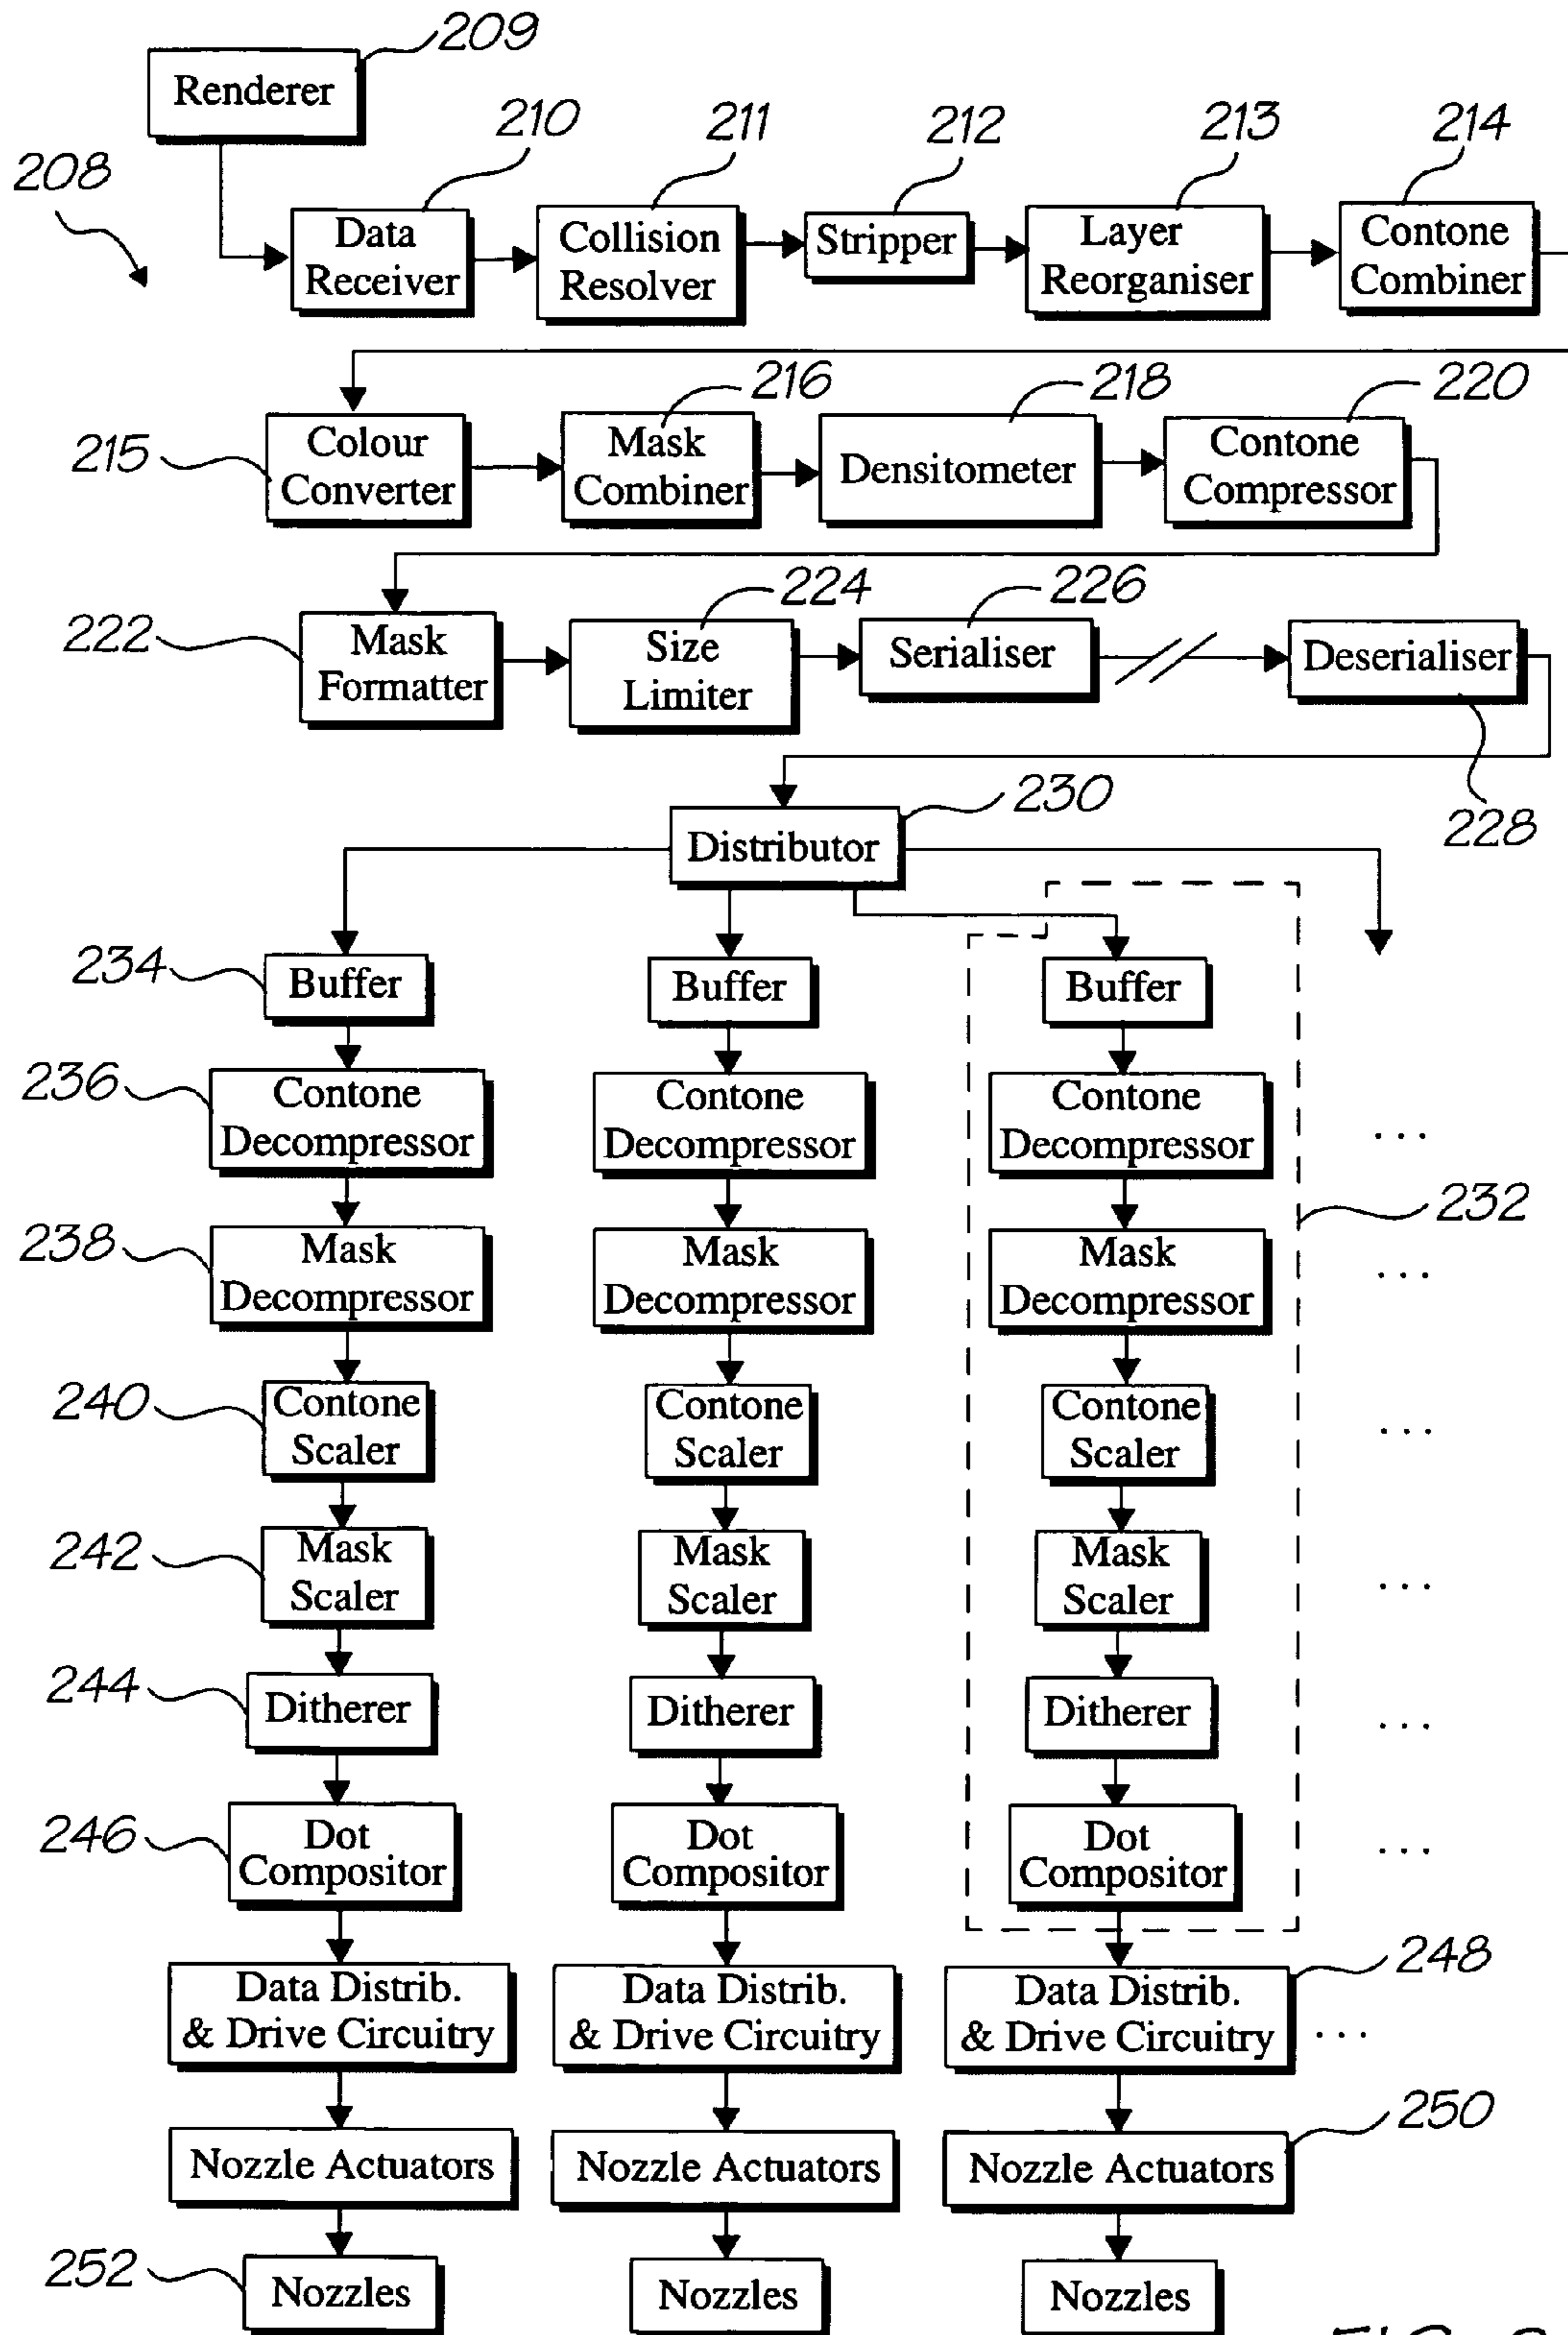 209
Renderer
210
211
212
213
214
208
Data
Receiver
Collision
Resolver
Stripper
Layer
Reorganiser
Contone
Combiner
216
218
220
215
Colour
Converter
Mask
Combiner
Densitometer
Contone
Compressor
224
226
222
Mask
Formatter
Size
Limiter
Serialiser
Deserialiser
228
230
Distributor
234
Buffer
Buffer
Buffer
236
Contone
Decompressor
Contone
Decompressor
Contone
Decompressor
...
232
238
Mask
Decompressor
Mask
Decompressor
Mask
Decompressor
...
240
Contone
Scaler
Contone
Scaler
Contone
Scaler
...
242
Mask
Scaler
Mask
Scaler
Mask
Scaler
...
244
Ditherer
Ditherer
Ditherer
...
246
Dot
Compositor
Dot
Compositor
Dot
Compositor
...
248
Data Distrib.
& Drive Circuitry
Data Distrib.
& Drive Circuitry
Data Distrib.
& Drive Circuitry
...
250
Nozzle Actuators
Nozzle Actuators
Nozzle Actuators
252
Nozzles
Nozzles
Nozzles